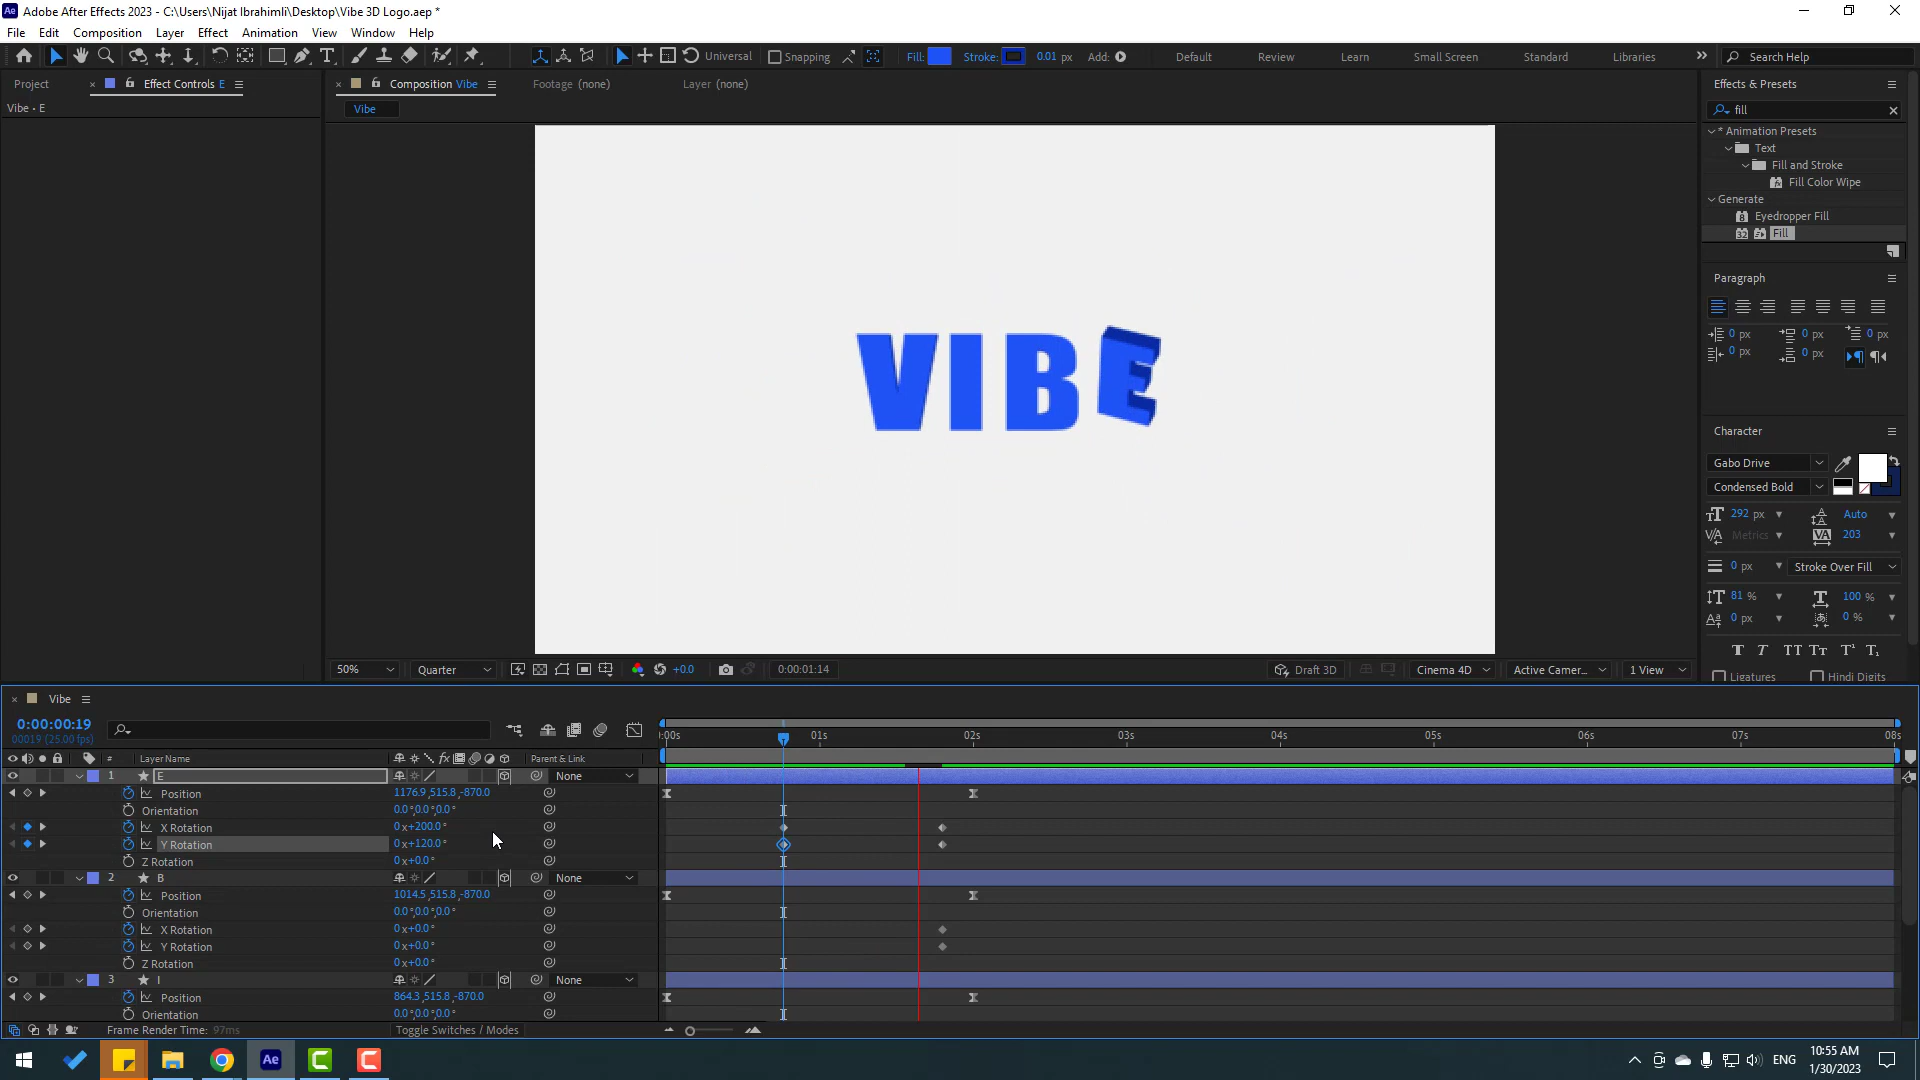 Adobe After Effects 2023 - C:\Users\Nijat Ibrahimli\Desktop\Vibe 3D Logo.aep *
File Edit Composition Layer Effect Animation View Window Help
Universal Snapping Fill: Stroke: 0.01 px Add: Default Review Learn Small Screen Standard Libraries Search Help
Project Effect Controls E Composition Vibe Footage (none) Layer (none) Effects & Presets
Vibe • E Vibe fill
* Animation Presets
Text
Fill and Stroke
Fill Color Wipe
Generate
Eyedropper Fill
Fill
Paragraph
0 px 0 px 0 px
0 px 0 px
VIBE
Character
Gabo Drive
Condensed Bold
292 px Auto
Metrics 203
0 px Stroke Over Fill
81 % 100 %
0 px 0 %
Ligatures Hindi Digits
50% Quarter +0.0 0:00:01:14 Draft 3D Cinema 4D Active Camer... 1 View
Vibe
0:00:00:19
00019 (25.00 fps)
:00s 01s 02s 03s 04s 05s 06s 07s 08s
# Layer Name Parent & Link
1 E None
Position 1176.9,515.8,-870.0
Orientation 0.0°,0.0°,0.0°
X Rotation 0x+200.0°
Y Rotation 0x+120.0°
Z Rotation 0x+0.0°
2 B None
Position 1014.5,515.8,-870.0
Orientation 0.0°,0.0°,0.0°
X Rotation 0x+0.0°
Y Rotation 0x+0.0°
Z Rotation 0x+0.0°
3 I None
Position 864.3,515.8,-870.0
Orientation 0.0°,0.0°,0.0°
Frame Render Time: 97ms Toggle Switches / Modes
ENG 10:55 AM
1/30/2023